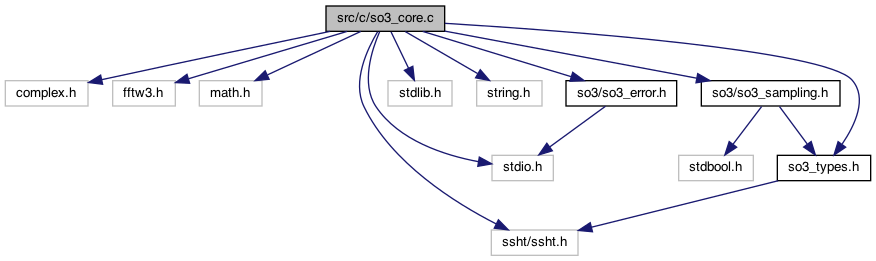 src/c/so3_core.c
complex.h
fftw3.h
math.h
stdlib.h
string.h
so3/so3_error.h
so3/so3_sampling.h
stdio.h
stdbool.h
so3_types.h
ssht/ssht.h